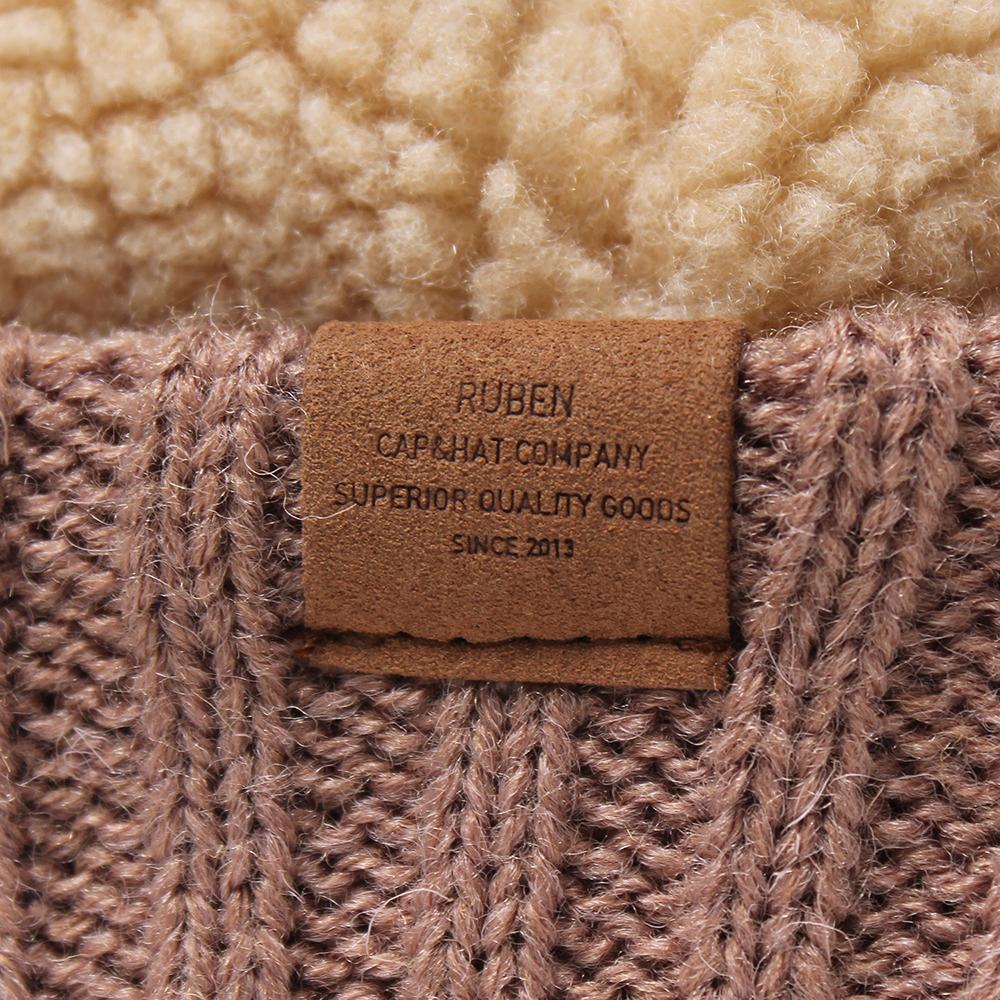 RUBEN
CAP&HAT COMPANY
SUPERIOR QUALITY GOODS
SINCE 2013